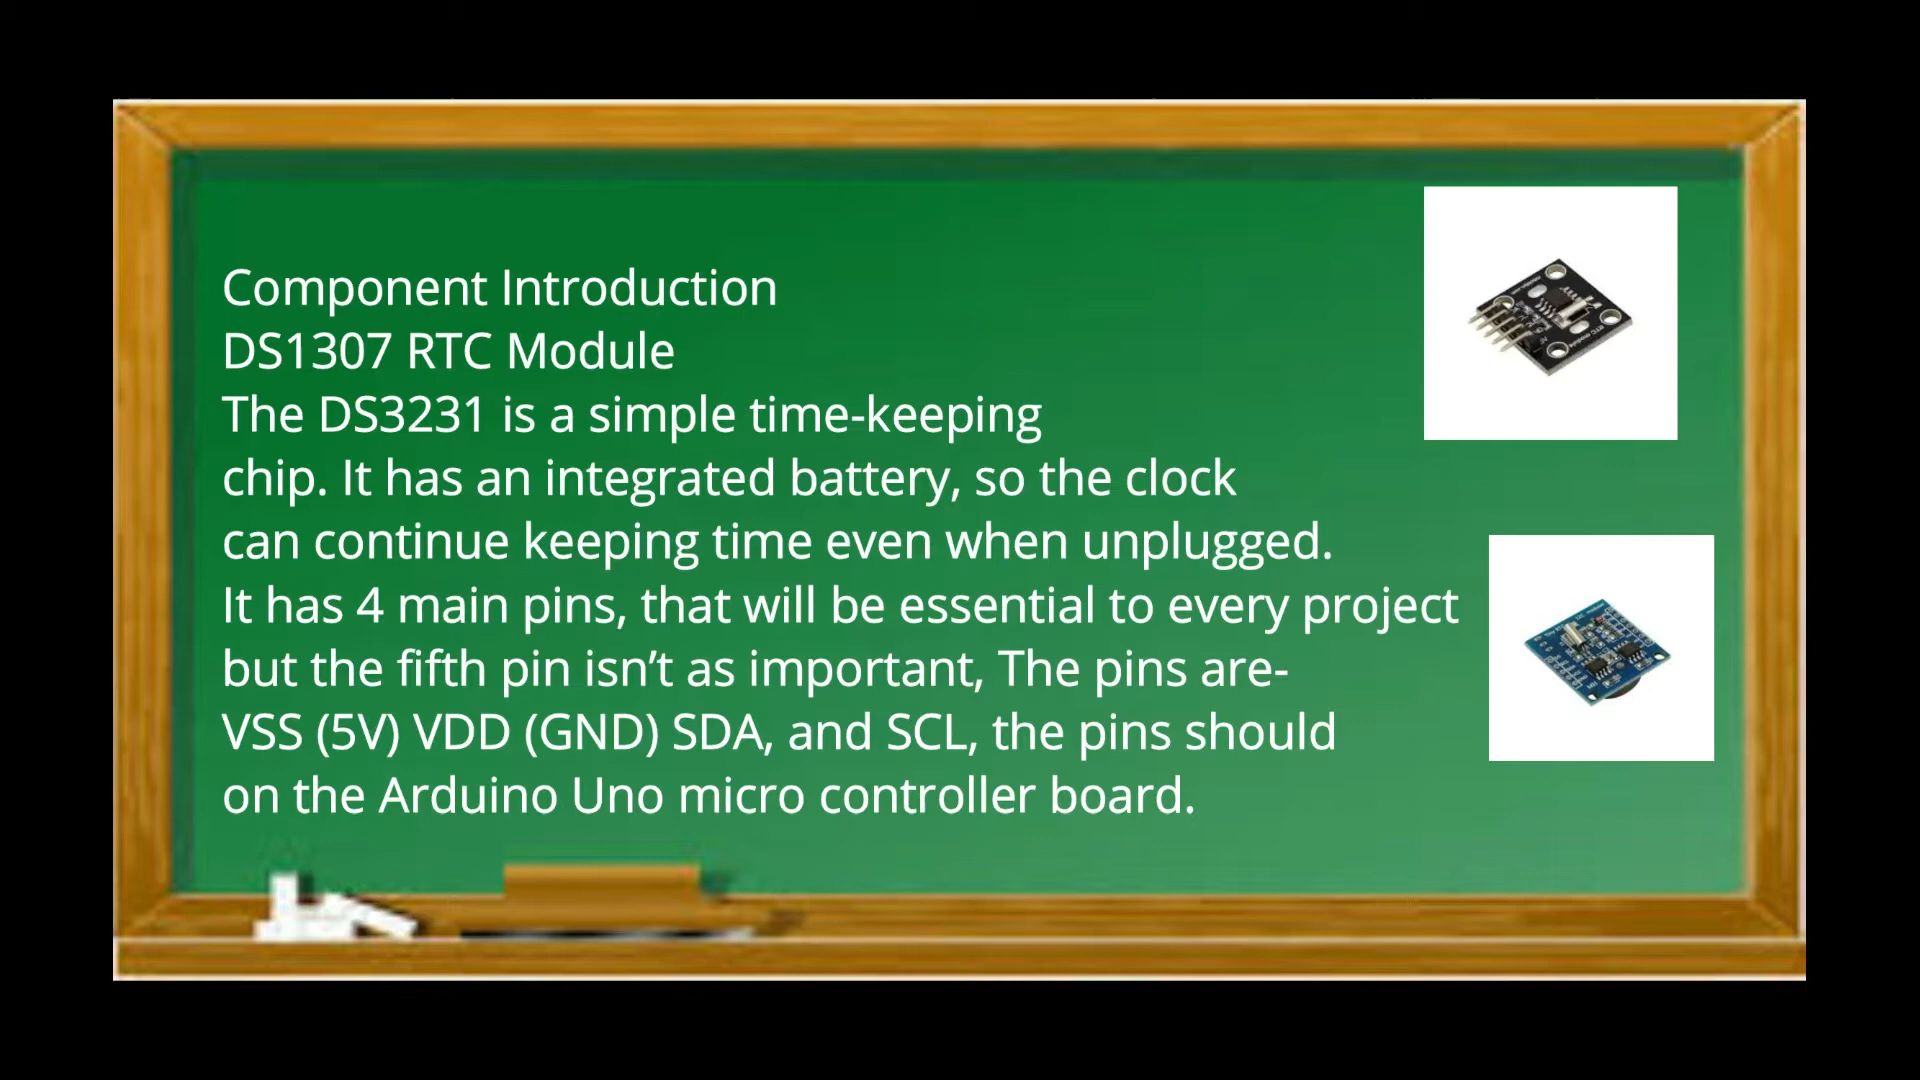 Component Introduction
DS1307 RTC Module
The DS3231 is a simple time-keeping
chip. It has an integrated battery, so the clock
can continue keeping time even when unplugged.
It has 4 main pins, that will be essential to every project
but the fifth pin isn’t as important, The pins are-
VSS (5V) VDD (GND) SDA, and SCL, the pins should
on the Arduino Uno micro controller board.